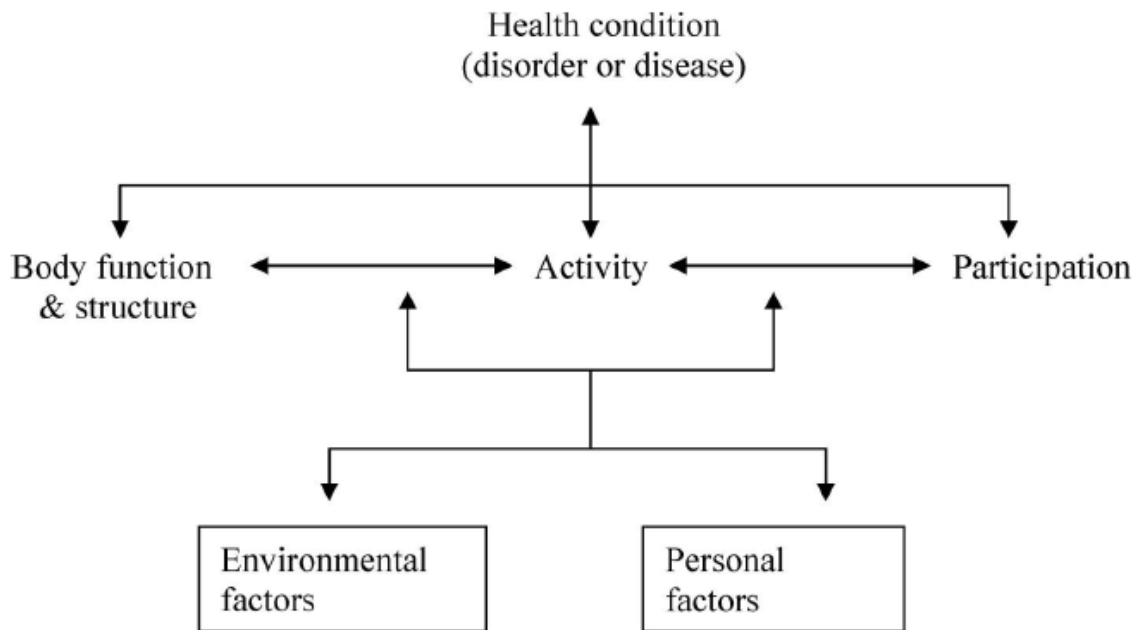 Health condition
(disorder or disease)
Body function
& structure
Activity
Participation
Environmental
factors
Personal
factors